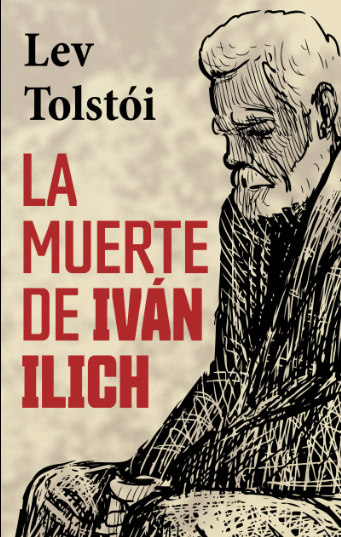 Lev
Tolstói
LA
MUERTE
DE IVÁN
ILICH